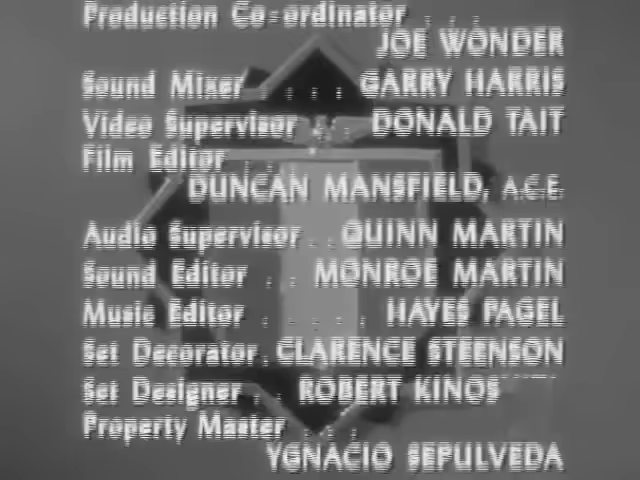 Production Co-ordinator . . .
JOE WONDER
Sound Mixer . . . GARRY HARRIS
Video Supervisor . . DONALD TAIT
Film Editor . .
DUNCAN MANSFIELD, A.C.E.
Audio Supervisor . . QUINN MARTIN
Sound Editor . . MONROE MARTIN
Music Editor . . . . HAYES PAGEL
Set Decorator . CLARENCE STEENSON
Set Designer . . ROBERT KINOS
Property Master . . .
YGNACIO SEPULVEDA